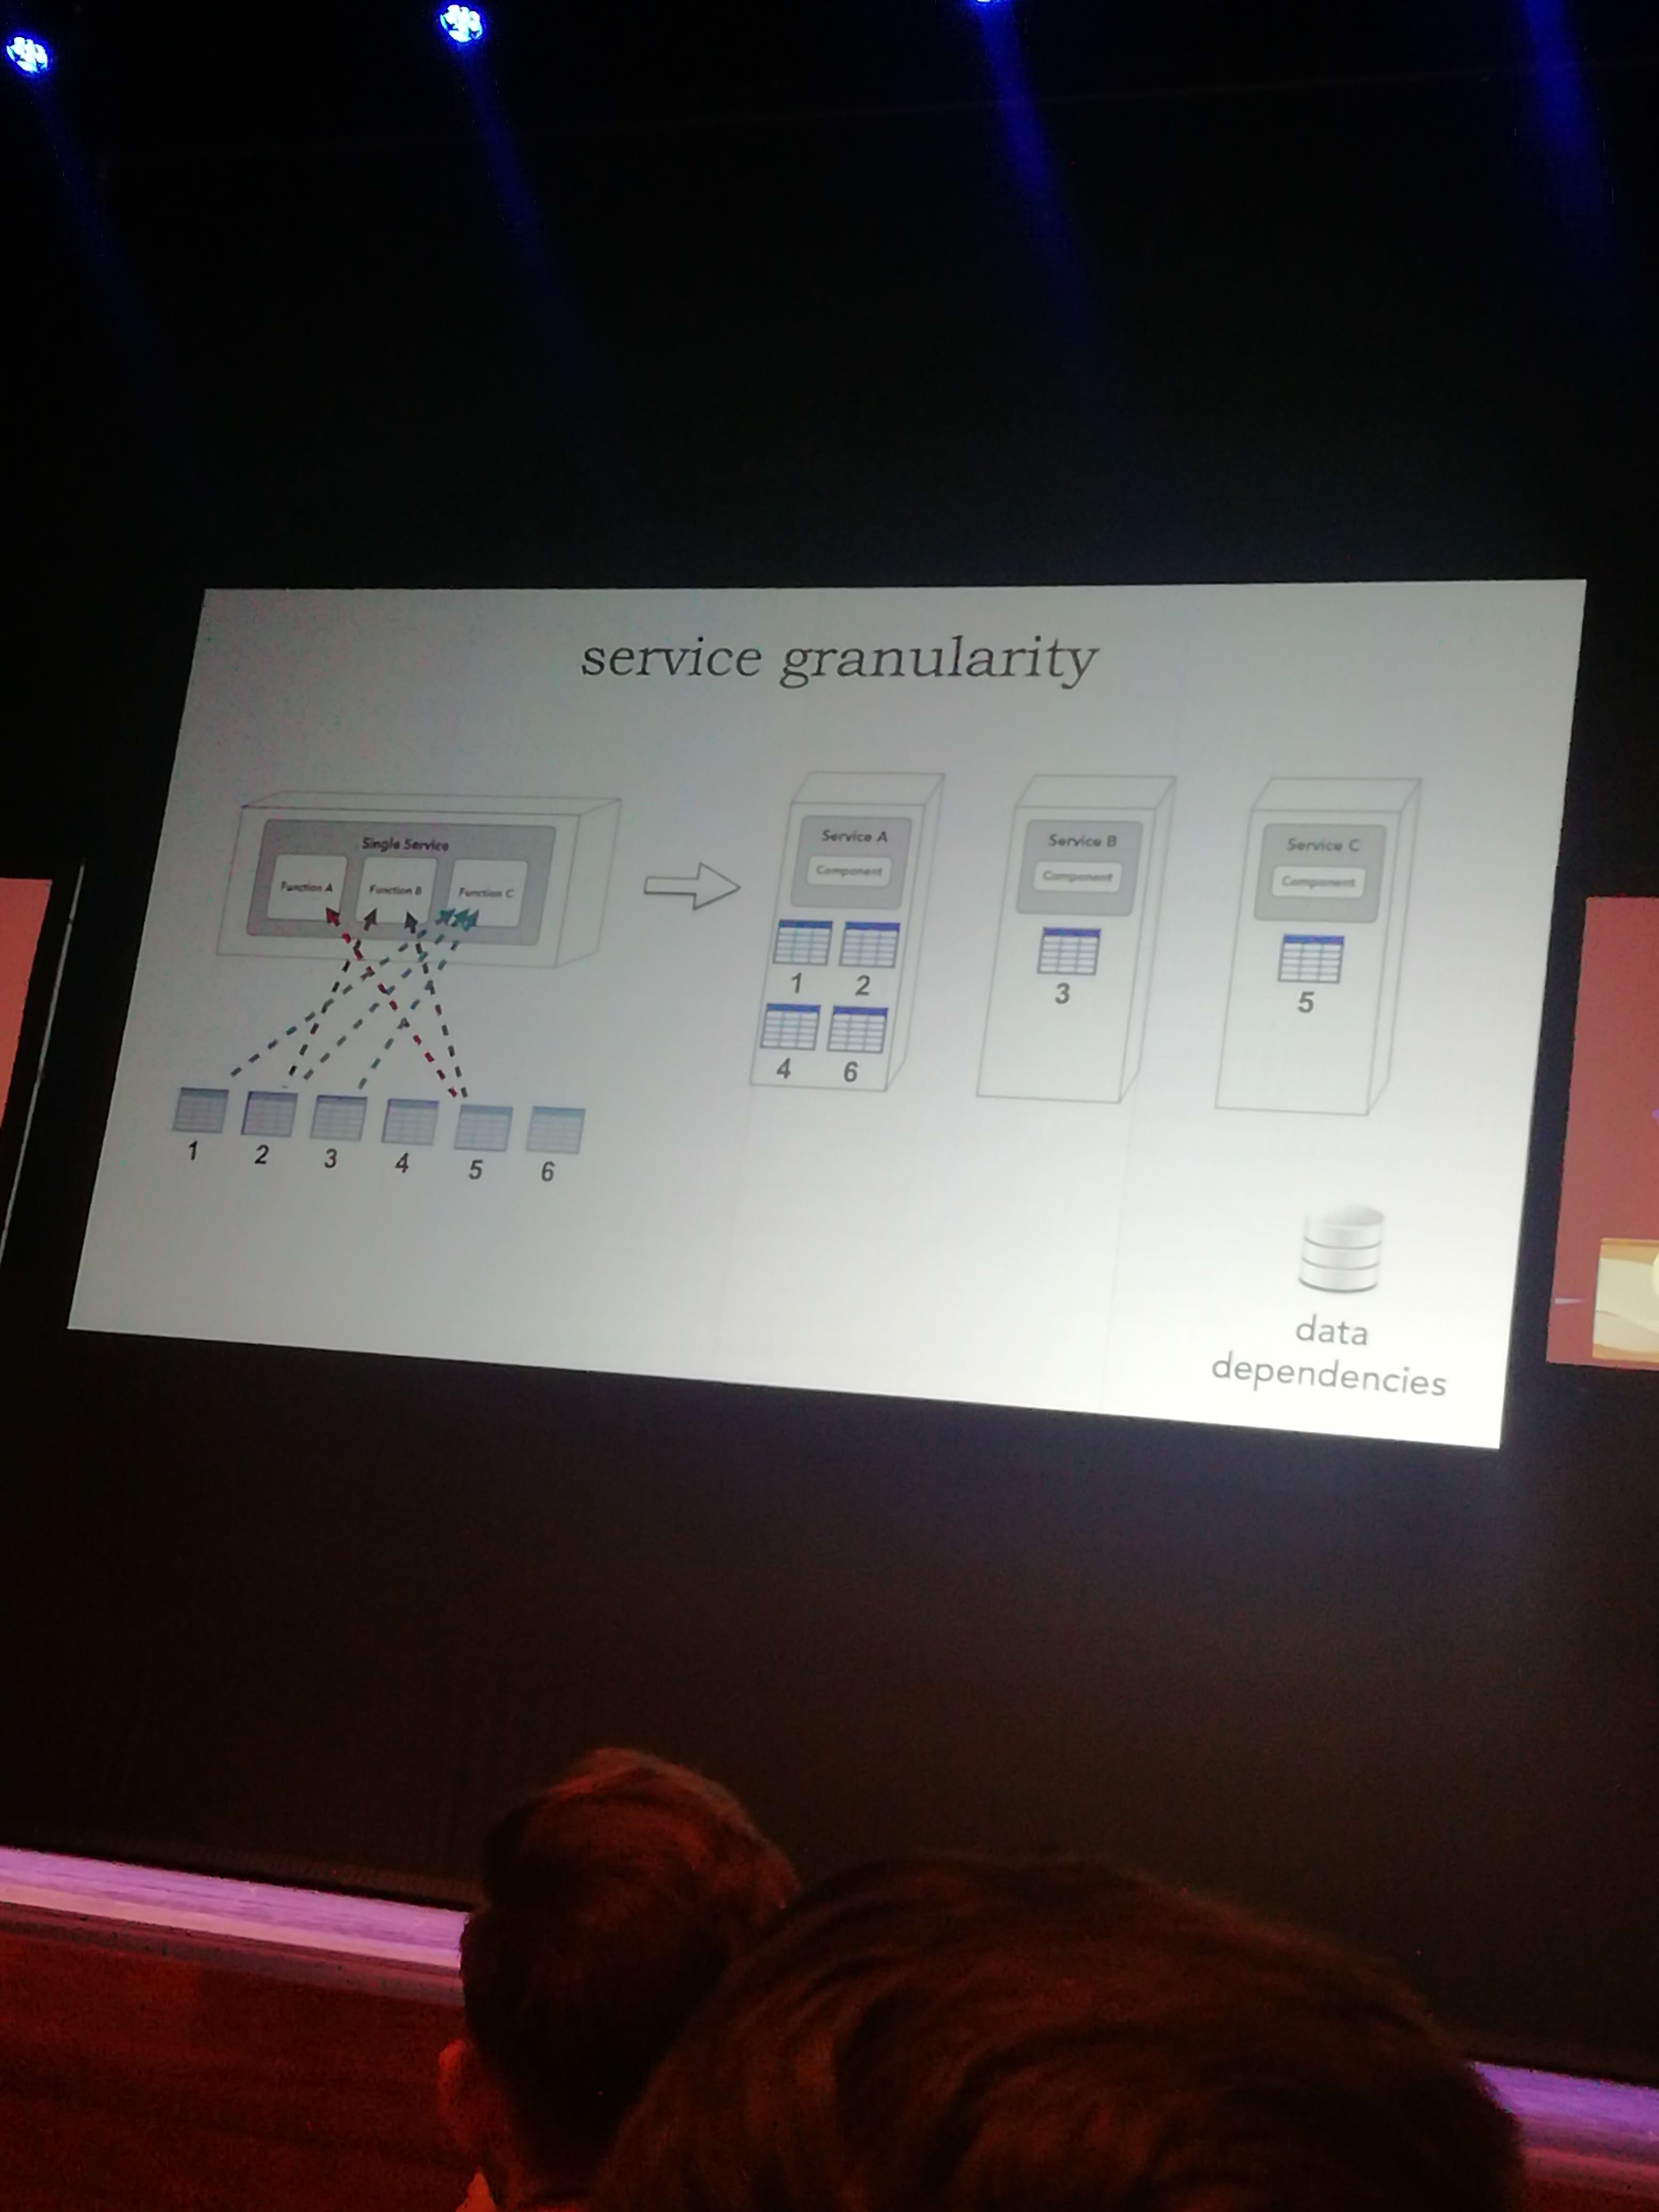 service granularity
Single Service
Function A
Function B
Function C
1
2
3
4
5
6
Service A
Component
1 2
4 6
Service B
Component
3
Service C
Component
5
data
dependencies